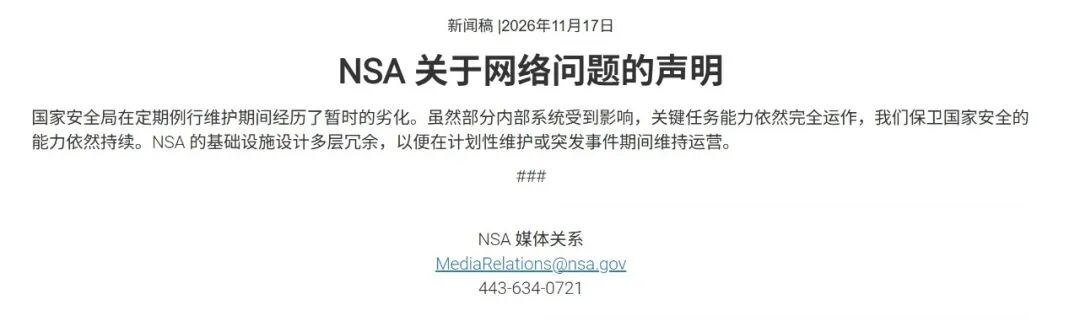 新闻稿 |2026年11月17日
NSA 关于网络问题的声明
国家安全局在定期例行维护期间经历了暂时的劣化。虽然部分内部系统受到影响，关键任务能力依然完全运作，我们保卫国家安全的
能力依然持续。NSA 的基础设施设计多层冗余，以便在计划性维护或突发事件期间维持运营。
###
NSA 媒体关系
MediaRelations@nsa.gov
443-634-0721